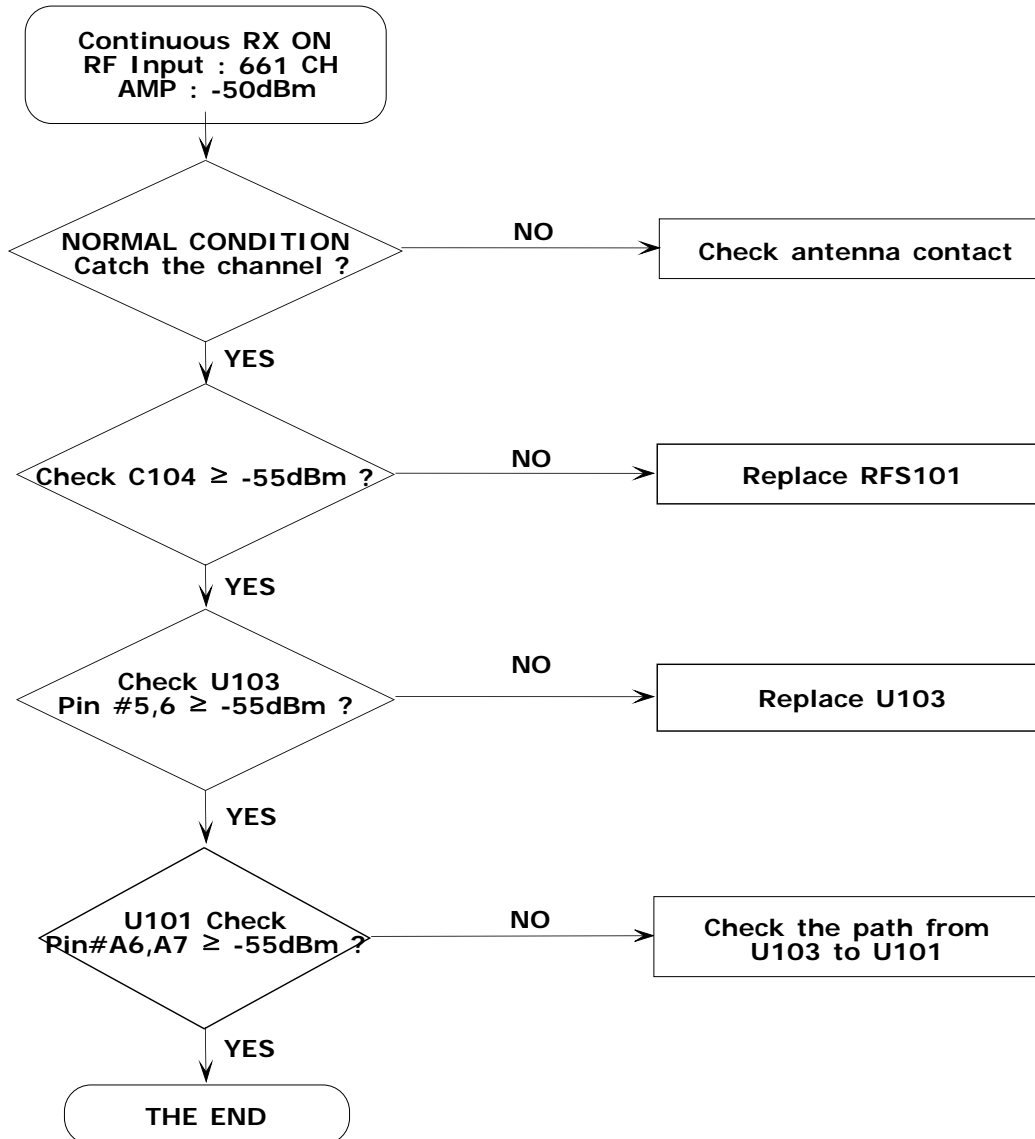 Continuous RX ON
RF Input : 661 CH
AMP : -50dBm
NORMAL CONDITION
Catch the channel ?
NO
Check antenna contact
YES
Check C104 ≥ -55dBm ?
NO
Replace RFS101
YES
Check U103
Pin #5,6 ≥ -55dBm ?
NO
Replace U103
YES
U101 Check
Pin#A6,A7 ≥ -55dBm ?
NO
Check the path from
U103 to U101
YES
THE END